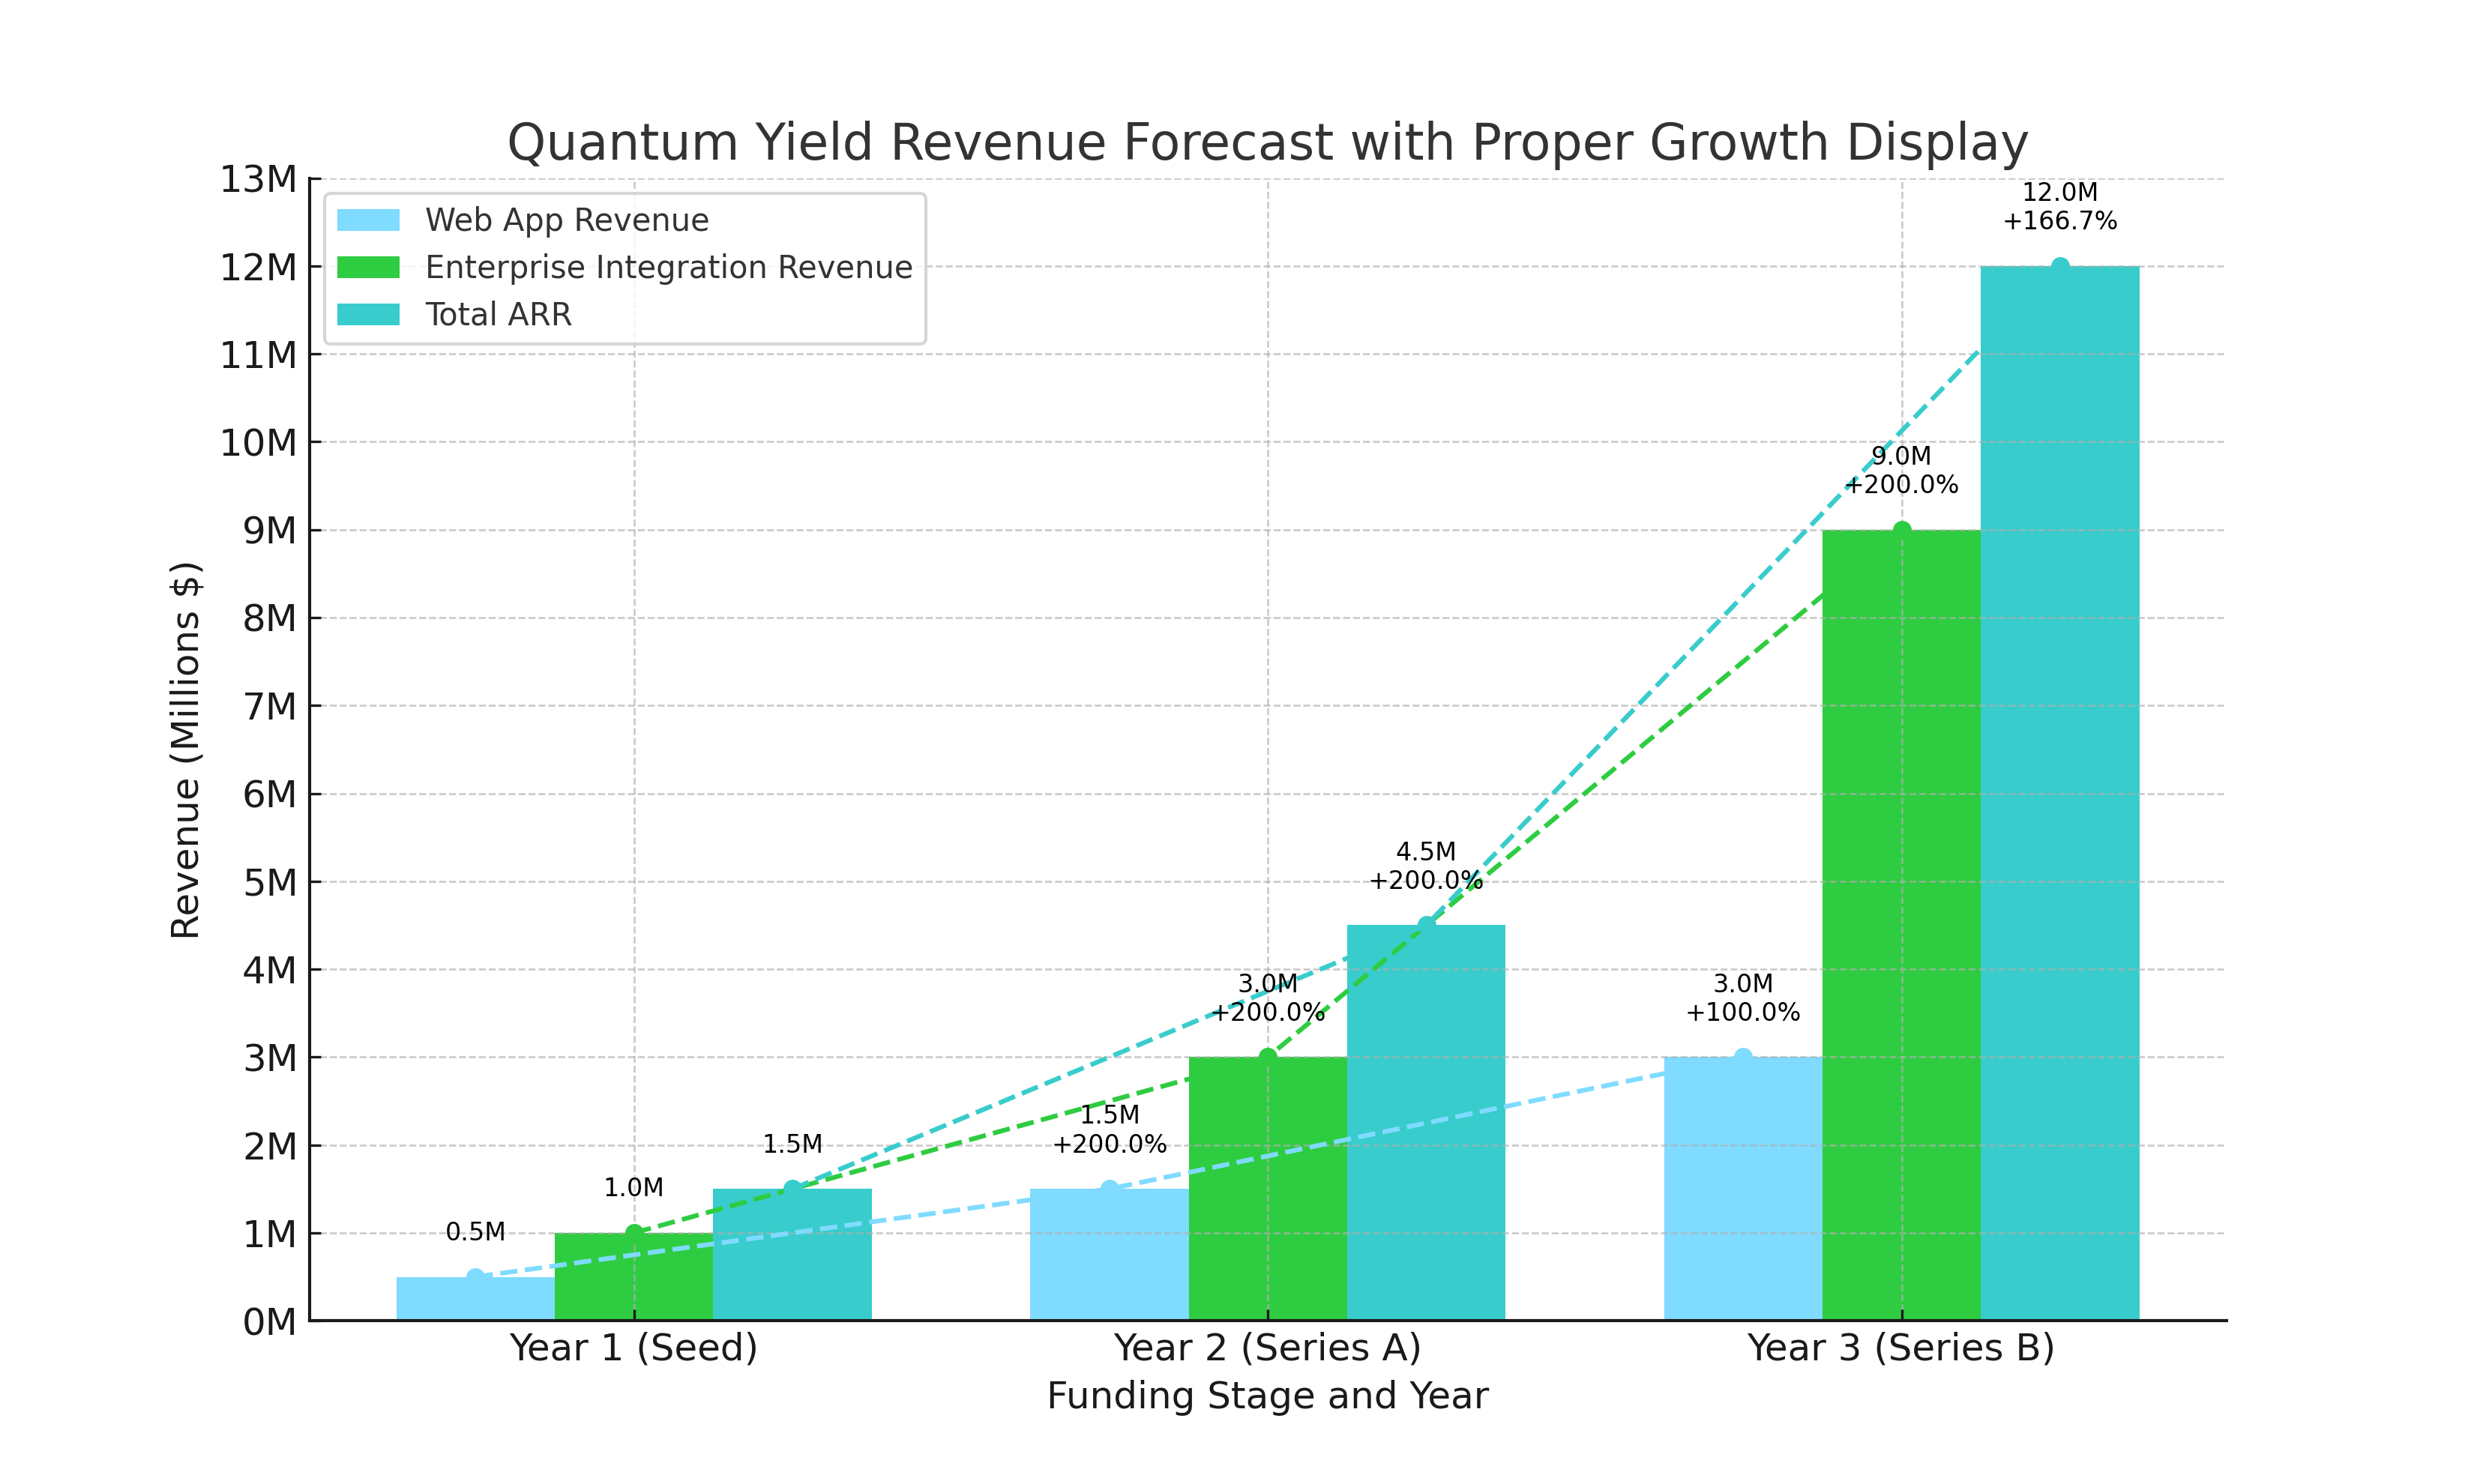 Quantum Yield Revenue Forecast with Proper Growth Display
13M
12M
11M
10M
9M
8M
7M
6M
5M
4M
3M
2M
1M
0M
Revenue (Millions $)
Web App Revenue
Enterprise Integration Revenue
Total ARR
0.5M
1.0M
1.5M
1.5M
+200.0%
3.0M
+200.0%
4.5M
+200.0%
3.0M
+100.0%
9.0M
+200.0%
12.0M
+166.7%
Year 1 (Seed)
Year 2 (Series A)
Year 3 (Series B)
Funding Stage and Year